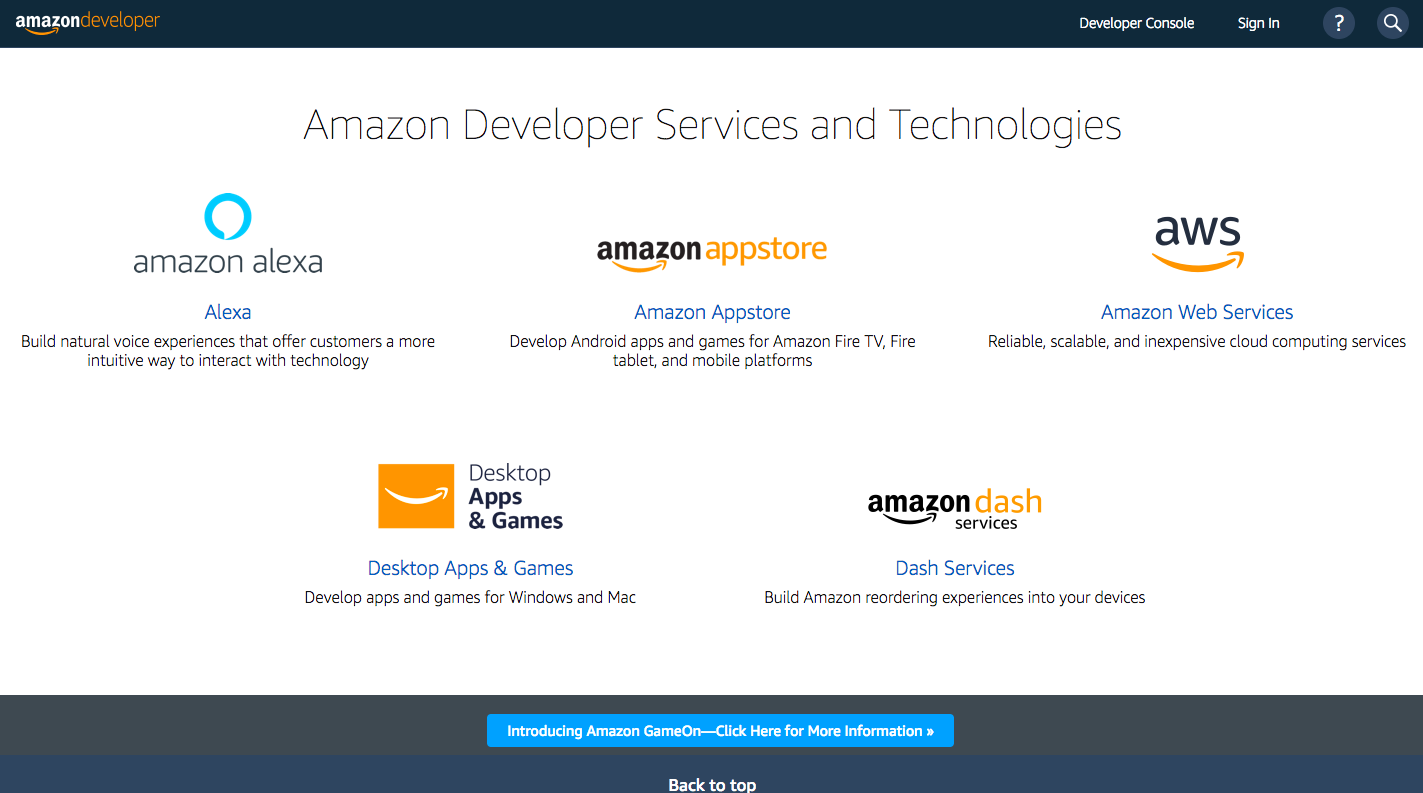 amazondeveloper
Developer Console
Sign In
?
Amazon Developer Services and Technologies
amazon alexa
Alexa
Build natural voice experiences that offer customers a more
intuitive way to interact with technology
amazon appstore
Amazon Appstore
Develop Android apps and games for Amazon Fire TV, Fire
tablet, and mobile platforms
aws
Amazon Web Services
Reliable, scalable, and inexpensive cloud computing services
Desktop
Apps
& Games
Desktop Apps & Games
Develop apps and games for Windows and Mac
amazon dash
services
Dash Services
Build Amazon reordering experiences into your devices
Introducing Amazon GameOn—Click Here for More Information »
Back to top